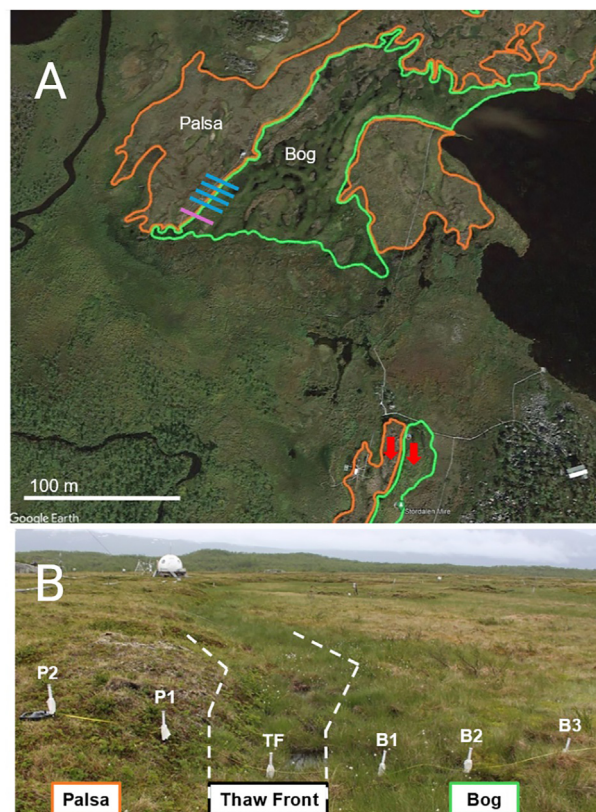 A
Palsa
Bog
100 m
Google Earth
Stordalen Mire
B
P2
P1
TF
B1
B2
B3
Palsa
Thaw Front
Bog